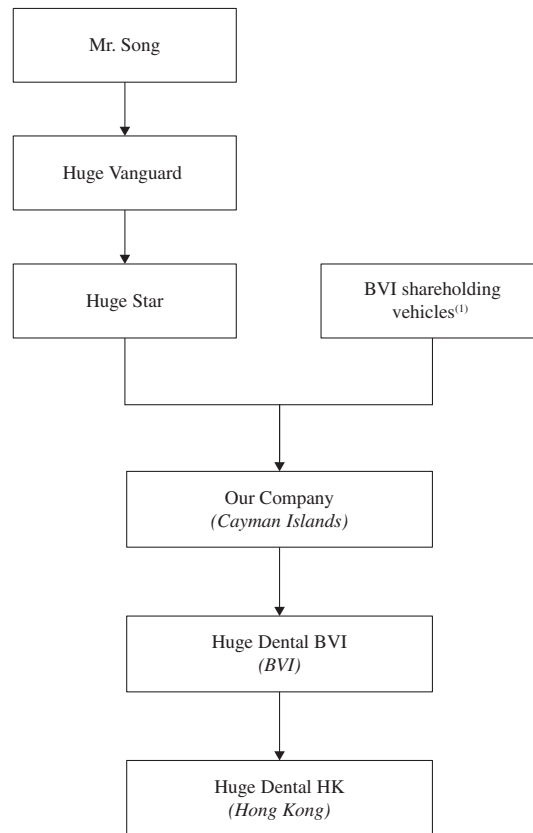 Mr. Song
Huge Vanguard
Huge Star
BVI shareholding
vehicles(1)
Our Company
(Cayman Islands)
Huge Dental BVI
(BVI)
Huge Dental HK
(Hong Kong)